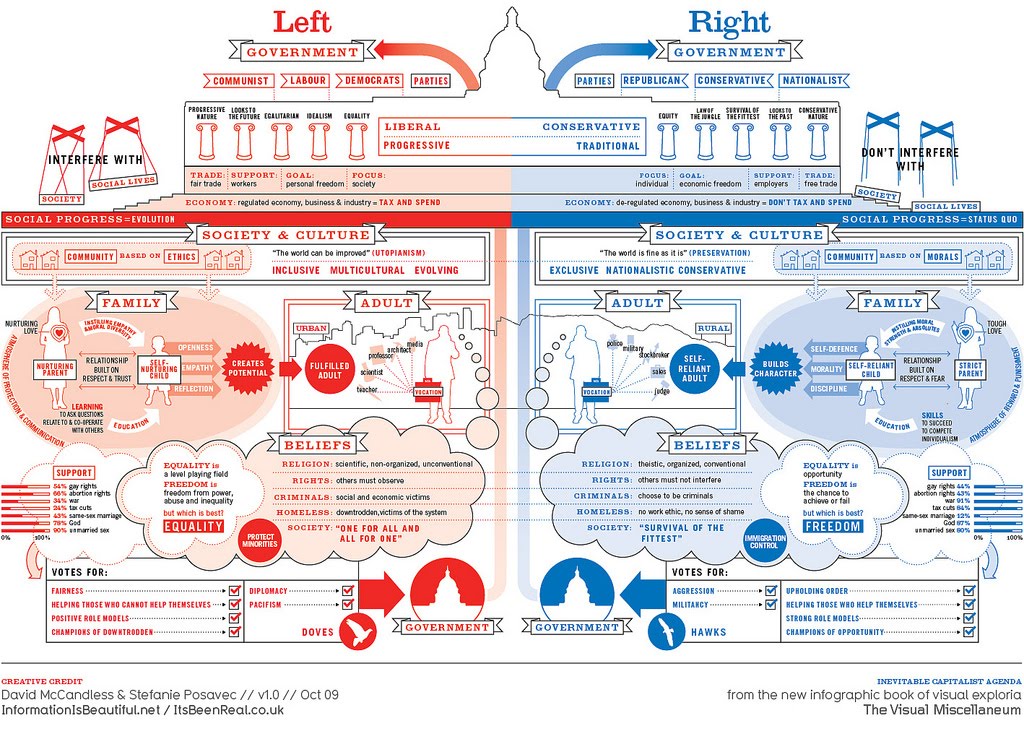 Left
Right
GOVERNMENT
GOVERNMENT
COMMUNIST
LABOUR
DEMOCRATS
PARTIES
PARTIES
REPUBLICAN
CONSERVATIVE
NATIONALIST
PROGRESSIVE NATURE
LOOKS TO THE FUTURE
EGALITARIAN
IDEALISM
EQUALITY
LIBERAL
CONSERVATIVE
PROGRESSIVE
TRADITIONAL
EQUITY
LAW OF THE JUNGLE
SURVIVAL OF THE FITTEST
LOOKS TO THE PAST
CONSERVATIVE NATURE
INTERFERE WITH
SOCIETY
SOCIAL LIVES
DON'T INTERFERE
WITH
SOCIETY
SOCIAL LIVES
TRADE: fair trade
SUPPORT: workers
GOAL: personal freedom
FOCUS: society
FOCUS: individual
GOAL: economic freedom
SUPPORT: employers
TRADE: free trade
ECONOMY: regulated economy, business & industry = TAX AND SPEND
ECONOMY: de-regulated economy, business & industry = DON'T TAX AND SPEND
SOCIAL PROGRESS=EVOLUTION
SOCIAL PROGRESS=STATUS QUO
SOCIETY & CULTURE
SOCIETY & CULTURE
COMMUNITY BASED ON ETHICS
"The world can be improved" (UTOPIANISM)
INCLUSIVE MULTICULTURAL EVOLVING
"The world is fine as it is" (PRESERVATION)
EXCLUSIVE NATIONALISTIC CONSERVATIVE
COMMUNITY BASED ON MORALS
FAMILY
ADULT
ADULT
FAMILY
NURTURING
LOVE
INSTILLING EMPATHY
& MORAL DIVERSITY
NURTURING
PARENT
RELATIONSHIP
BUILT ON
RESPECT & TRUST
SELF-
NURTURING
CHILD
OPENNESS
EMPATHY
REFLECTION
CREATES
POTENTIAL
LEARNING
TO ASK QUESTIONS
RELATE TO & CO-OPERATE
WITH OTHERS
EDUCATION
ATMOSPHERE OF PROTECTION & COMMUNICATION
URBAN
FULFILLED
ADULT
media
architect
professor
scientist
teacher
VOCATION
RURAL
police
military
stockbroker
sales
judge
VOCATION
SELF-
RELIANT
ADULT
BUILDS
CHARACTER
SELF-DEFENCE
MORALITY
DISCIPLINE
SELF-RELIANT
CHILD
INSTILLING MORAL
STRENGTH & ABSOLUTES
RELATIONSHIP
BUILT ON
RESPECT & FEAR
STRICT
PARENT
TOUGH
LOVE
EDUCATION
SKILLS
TO SUCCEED
TO COMPETE
INDIVIDUALISM
ATMOSPHERE OF REWARD & PUNISHMENT
BELIEFS
BELIEFS
RELIGION: scientific, non-organized, unconventional
RIGHTS: others must observe
CRIMINALS: social and economic victims
HOMELESS: downtrodden, victims of the system
SOCIETY: "ONE FOR ALL AND
ALL FOR ONE"
RELIGION: theistic, organized, conventional
RIGHTS: others must not interfere
CRIMINALS: choose to be criminals
HOMELESS: no work ethic, no sense of shame
SOCIETY: "SURVIVAL OF THE
FITTEST"
SUPPORT
54% gay rights
66% abortion rights
34% war
24% tax cuts
43% same-sex marriage
78% God
90% unmarried sex
0% 100%
EQUALITY is
a level playing field
FREEDOM is
freedom from power,
abuse and inequality
but which is best?
EQUALITY
PROTECT
MINORITIES
IMMIGRATION
CONTROL
EQUALITY is
opportunity
FREEDOM is
the chance to
achieve or fail
but which is best?
FREEDOM
SUPPORT
gay rights 44%
abortion rights 43%
war 91%
tax cuts 84%
same-sex marriage 12%
God 87%
unmarried sex 80%
0% 100%
VOTES FOR:
FAIRNESS
HELPING THOSE WHO CANNOT HELP THEMSELVES
POSITIVE ROLE MODELS
CHAMPIONS OF DOWNTRODDEN
DIPLOMACY
PACIFISM
DOVES
GOVERNMENT
GOVERNMENT
VOTES FOR:
AGGRESSION
MILITANCY
HAWKS
UPHOLDING ORDER
HELPING THOSE WHO HELP THEMSELVES
STRONG ROLE MODELS
CHAMPIONS OF OPPORTUNITY
CREATIVE CREDIT
David McCandless & Stefanie Posavec // v1.0 // Oct 09
InformationIsBeautiful.net / ItsBeenReal.co.uk
INEVITABLE CAPITALIST AGENDA
from the new infographic book of visual exploria
The Visual Miscellaneum